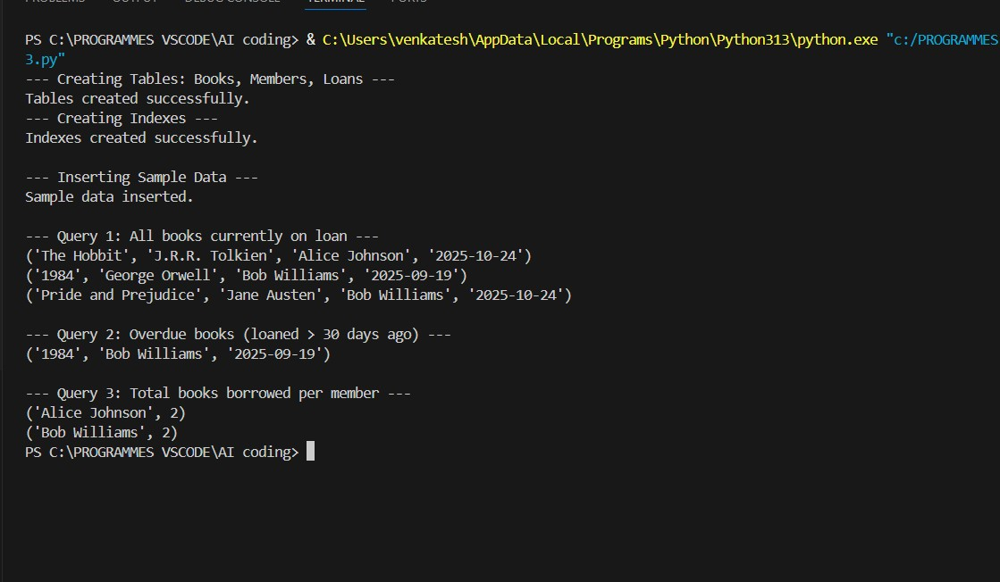 PROBLEMS OUTPUT DEBUG CONSOLE TERMINAL PORTS
PS C:\PROGRAMMES VSCODE\AI coding> & C:\Users\venkatesh\AppData\Local\Programs\Python\Python313\python.exe "c:/PROGRAMMES
3.py"
--- Creating Tables: Books, Members, Loans ---
Tables created successfully.
--- Creating Indexes ---
Indexes created successfully.
--- Inserting Sample Data ---
Sample data inserted.
--- Query 1: All books currently on loan ---
('The Hobbit', 'J.R.R. Tolkien', 'Alice Johnson', '2025-10-24')
('1984', 'George Orwell', 'Bob Williams', '2025-09-19')
('Pride and Prejudice', 'Jane Austen', 'Bob Williams', '2025-10-24')
--- Query 2: Overdue books (loaned > 30 days ago) ---
('1984', 'Bob Williams', '2025-09-19')
--- Query 3: Total books borrowed per member ---
('Alice Johnson', 2)
('Bob Williams', 2)
PS C:\PROGRAMMES VSCODE\AI coding>